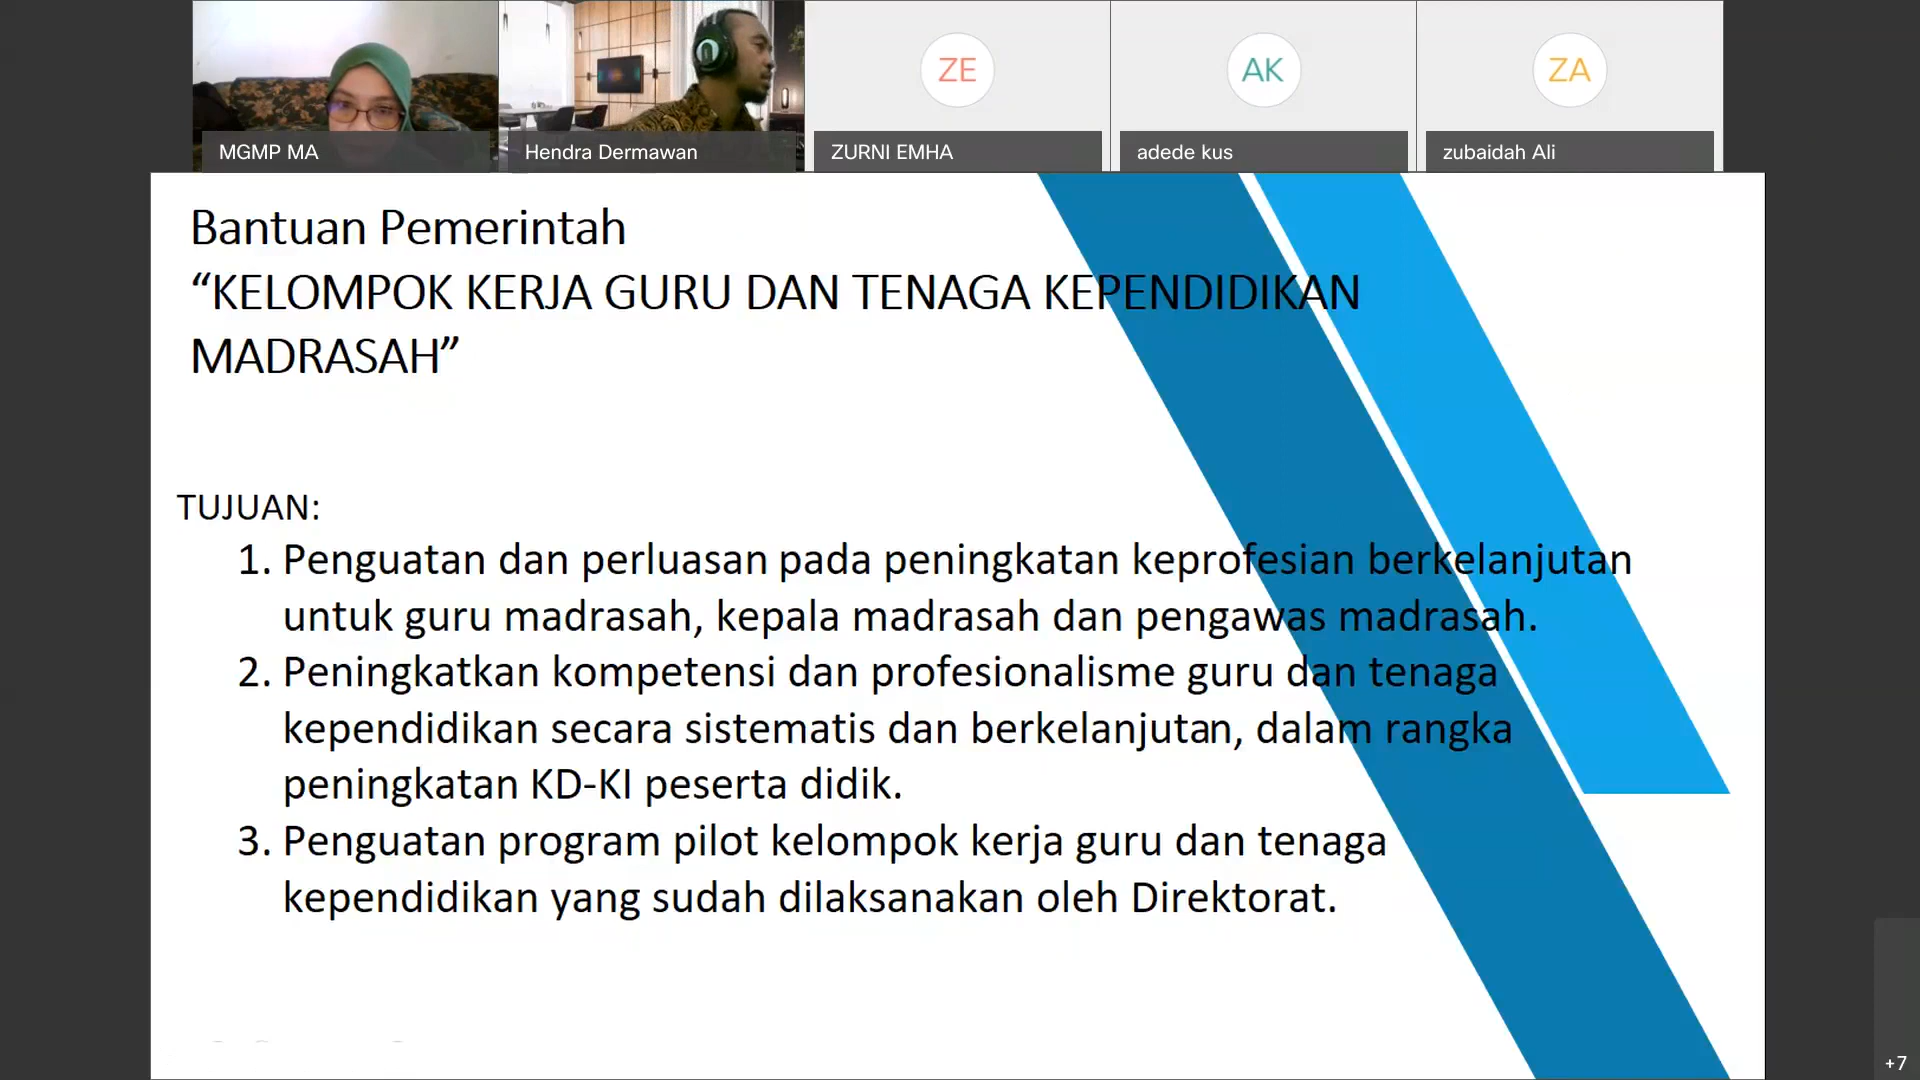 MGMP MA
Hendra Dermawan
ZE
ZURNI EMHA
AK
adede kus
ZA
zubaidah Ali
Bantuan Pemerintah
“KELOMPOK KERJA GURU DAN TENAGA KEPENDIDIKAN
MADRASAH”
TUJUAN:
1. Penguatan dan perluasan pada peningkatan keprofesian berkelanjutan
untuk guru madrasah, kepala madrasah dan pengawas madrasah.
2. Peningkatkan kompetensi dan profesionalisme guru dan tenaga
kependidikan secara sistematis dan berkelanjutan, dalam rangka
peningkatan KD-KI peserta didik.
3. Penguatan program pilot kelompok kerja guru dan tenaga
kependidikan yang sudah dilaksanakan oleh Direktorat.
+7